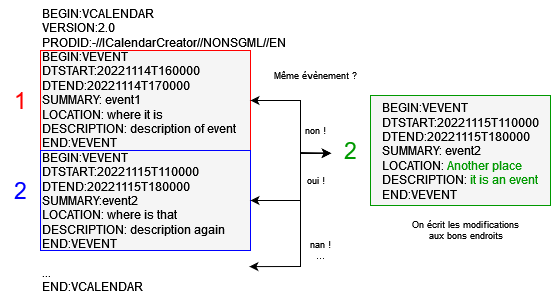 BEGIN:VCALENDAR
VERSION:2.0
PRODID:-//ICalendarCreator//NONSGML//EN
1
BEGIN:VEVENT
DTSTART:20221114T160000
DTEND:20221114T170000
SUMMARY: event1
LOCATION: where it is
DESCRIPTION: description of event
END:VEVENT
2
BEGIN:VEVENT
DTSTART:20221115T110000
DTEND:20221115T180000
SUMMARY:event2
LOCATION: where is that
DESCRIPTION: description again
END:VEVENT
...
END:VCALENDAR
Même évènement ?
non !
oui !
nan !
...
2
BEGIN:VEVENT
DTSTART:20221115T110000
DTEND:20221115T180000
SUMMARY: event2
LOCATION: Another place
DESCRIPTION: it is an event
END:VEVENT
On écrit les modifications
aux bons endroits